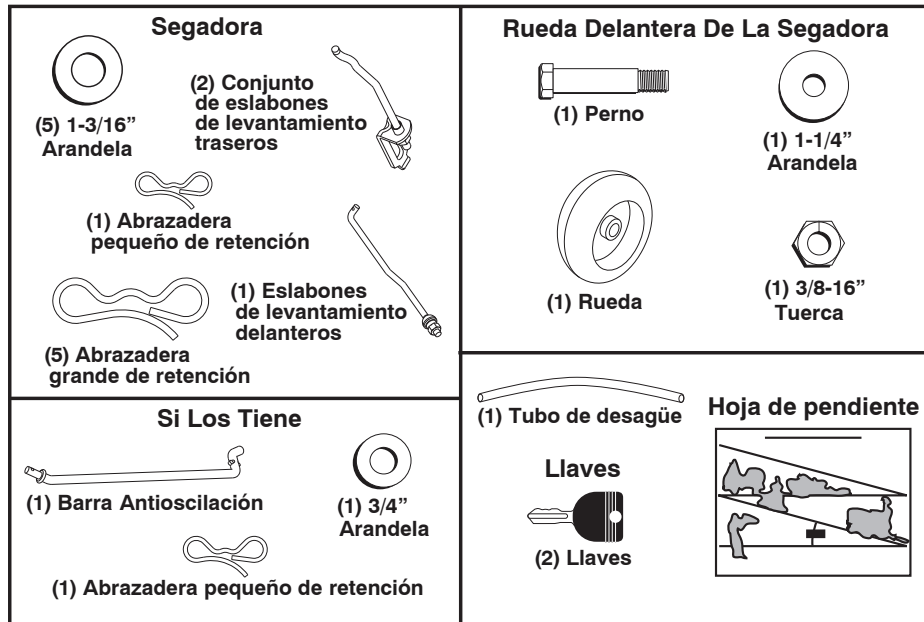 Segadora
(5) 1-3/16”
Arandela
(2) Conjunto
de eslabones
de levantamiento
traseros
(1) Abrazadera
pequeño de retención
(1) Eslabones
de levantamiento
delanteros
(5) Abrazadera
grande de retención
Rueda Delantera De La Segadora
(1) Perno
(1) 1-1/4”
Arandela
(1) Rueda
(1) 3/8-16”
Tuerca
Si Los Tiene
(1) Barra Antioscilación
(1) 3/4”
Arandela
(1) Abrazadera pequeño de retención
(1) Tubo de desagüe
Llaves
(2) Llaves
Hoja de pendiente